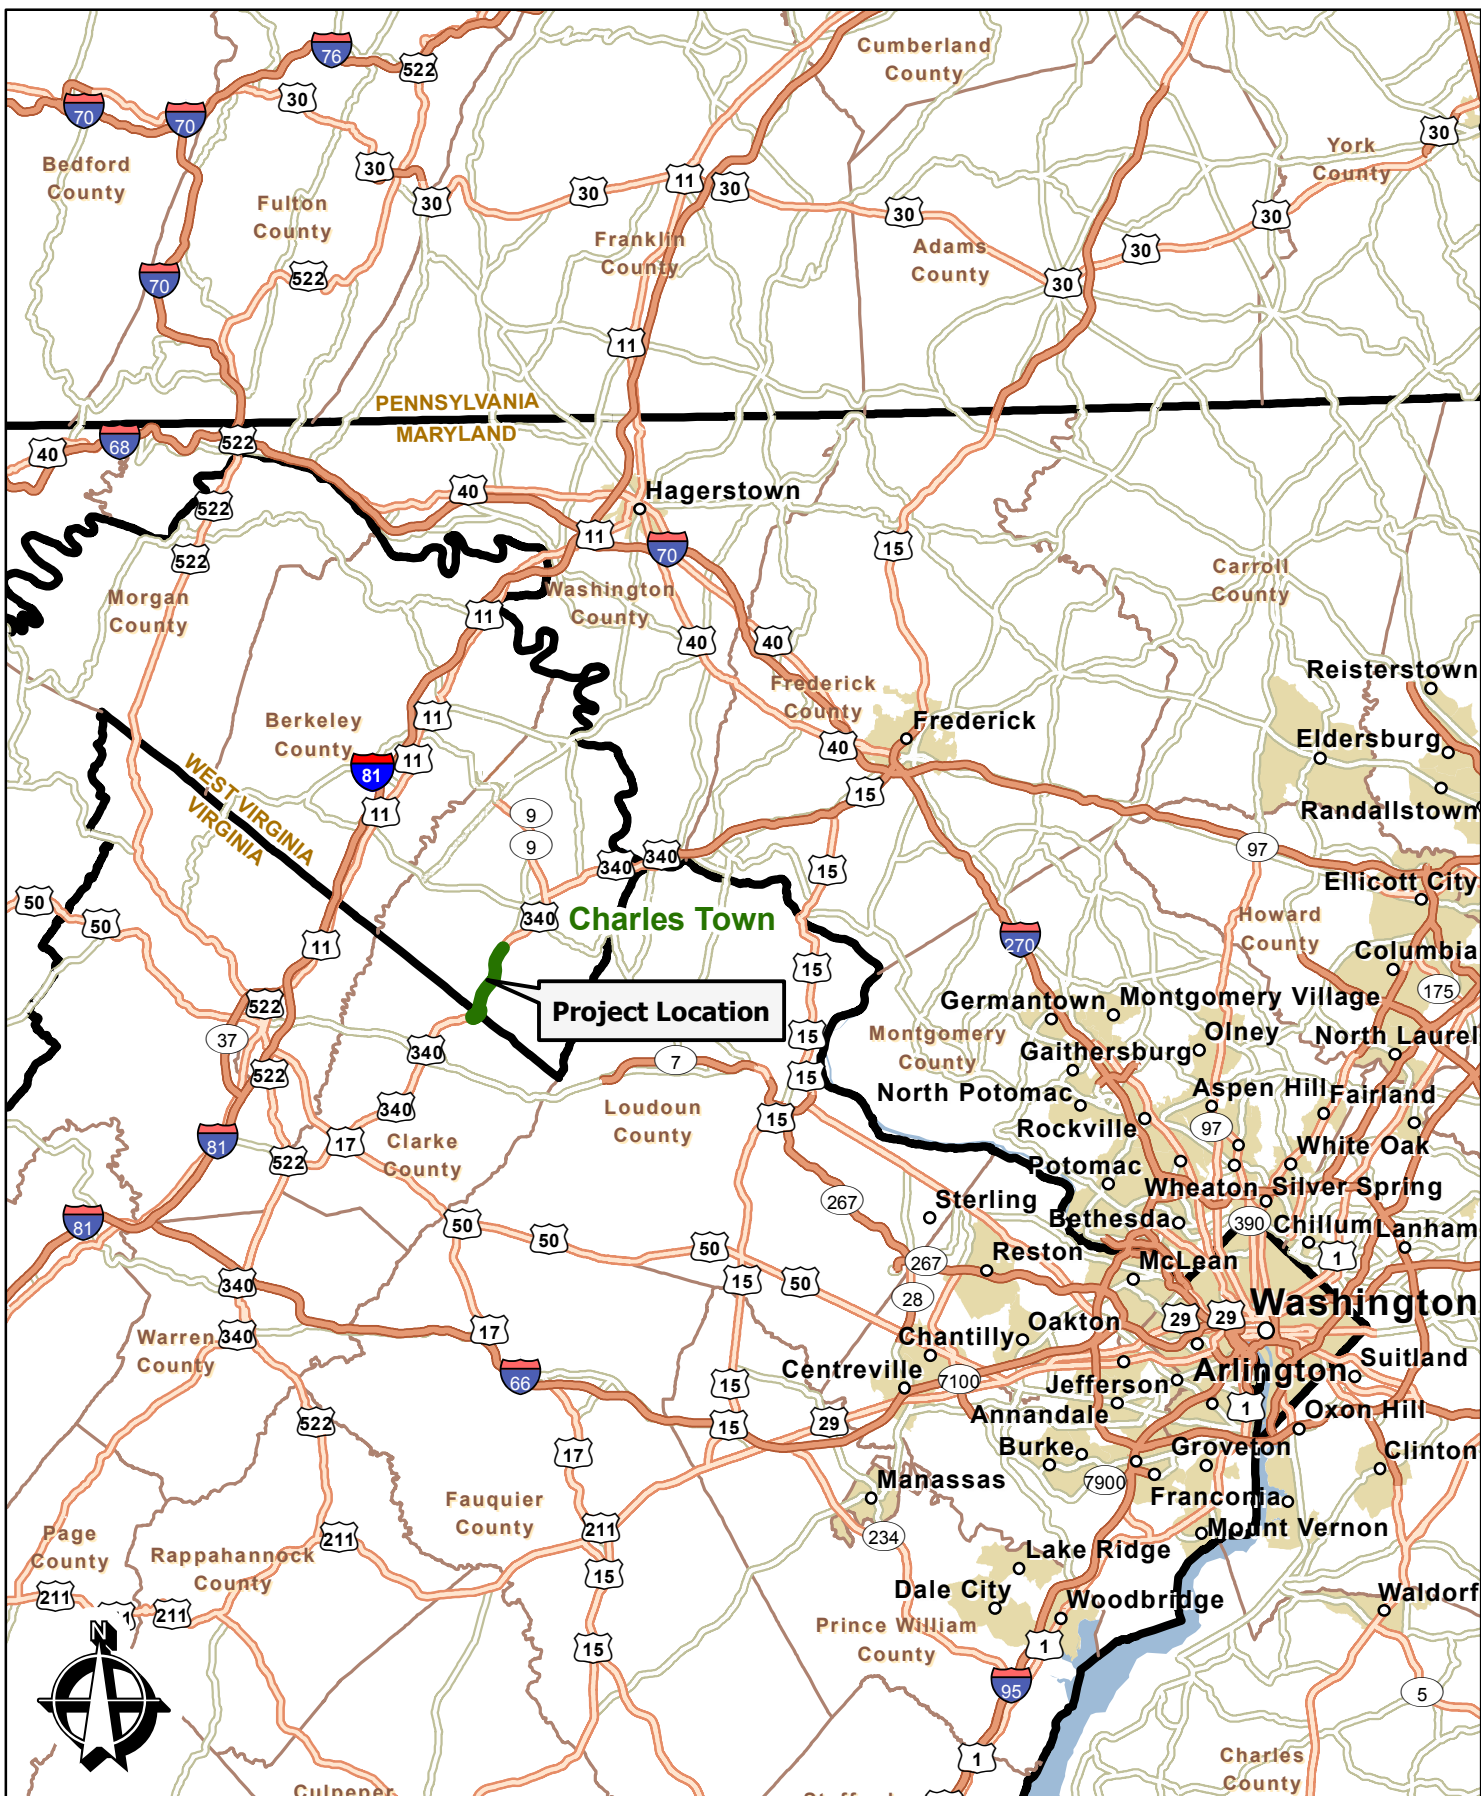 Cumberland
County
76
522
30
70
70
30
York
County
Bedford
County
30
11
30
30
30
Fulton
County
30
30
30
Franklin
County
Adams
County
522
70
30
11
PENNSYLVANIA
MARYLAND
40
68
522
40
Hagerstown
522
11
70
15
522
Morgan
County
Washington
County
Carroll
County
11
40
40
Reisterstown
Frederick
County
Berkeley
County
11
Frederick
40
Eldersburg
11
81
WEST VIRGINIA
VIRGINIA
11
15
Randallstown
9
9
340
340
15
97
Ellicott City
50
50
340
Charles Town
Howard
County
11
270
Columbia
15
175
Project Location
Germantown
Montgomery Village
522
37
Montgomery
County
Olney
North Laurel
15
340
7
Gaithersburg
522
15
North Potomac
Aspen Hill
Fairland
340
Loudoun
County
15
Rockville
97
81
17
Clarke
County
White Oak
522
Potomac
Wheaton
Silver Spring
81
267
Sterling
50
50
50
Bethesda
390
Chillum
Lanham
Reston
267
McLean
1
340
15
50
28
Washington
17
Warren
County
340
Chantilly
Oakton
29
29
66
Centreville
7100
Jefferson
Arlington
Suitland
15
522
15
29
Annandale
1
Oxon Hill
17
Burke
Groveton
Clinton
Manassas
7900
Franconia
Fauquier
County
211
Mount Vernon
Page
County
211
234
Rappahannock
County
Lake Ridge
15
211
1
211
Dale City
Woodbridge
Waldorf
N
Prince William
County
15
1
95
5
1
Charles
County
Culpeper